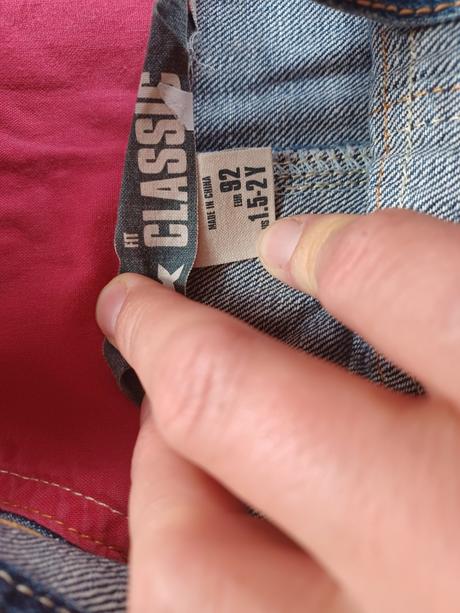 FIT
CLASSIC
MADE IN CHINA
EUR 92
US 1.5-2Y